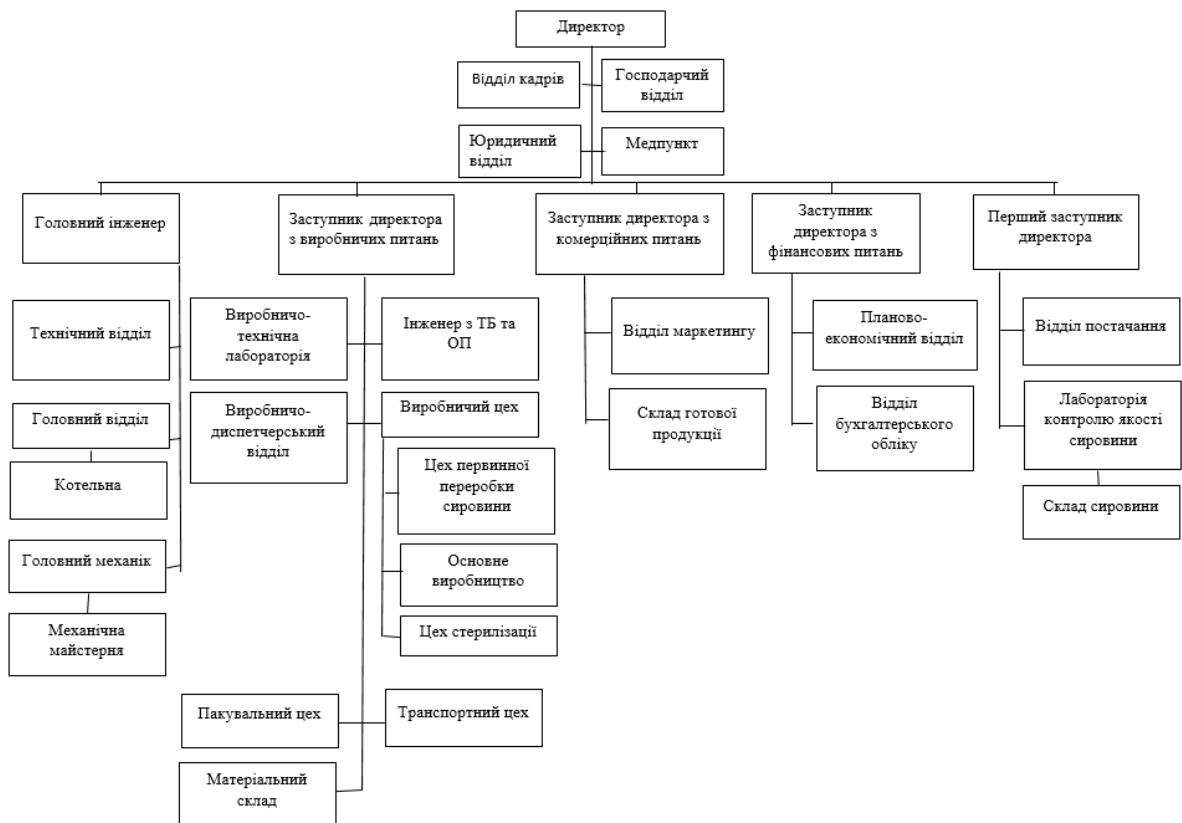 Директор
Відділ кадрів
Господарчий
відділ
Юридичний
відділ
Медпункт
Головний інженер
Заступник директора
з виробничих питань
Заступник директора з
комерційних питань
Заступник
директора з
фінансових питань
Перший заступник
директора
Технічний відділ
Виробничо-
технічна
лабораторія
Інженер з ТБ та
ОП
Відділ маркетингу
Планово-
економічний відділ
Відділ постачання
Головний відділ
Виробничо-
диспетчерський
відділ
Виробничий цех
Склад готової
продукції
Відділ
бухгалтерського
обліку
Лабораторія
контролю якості
сировини
Котельна
Цех первинної
переробки
сировини
Склад сировини
Головний механік
Основне
виробництво
Механічна
майстерня
Цех стерилізації
Пакувальний цех
Транспортний цех
Матеріальний
склад